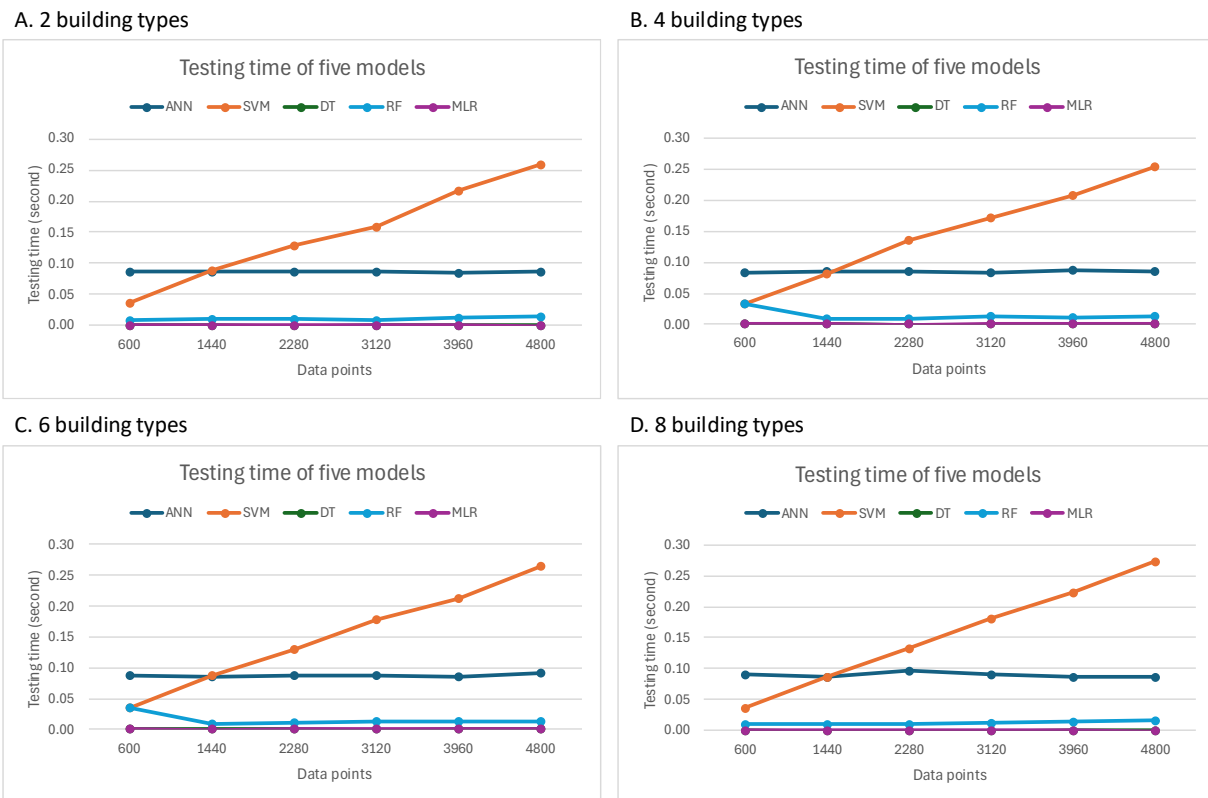 A. 2 building types
Testing time of five models
ANN SVM DT RF MLR
Testing time (second)
0.30
0.25
0.20
0.15
0.10
0.05
0.00
600 1440 2280 3120 3960 4800
Data points
B. 4 building types
Testing time of five models
ANN SVM DT RF MLR
Testing time (second)
0.30
0.25
0.20
0.15
0.10
0.05
0.00
600 1440 2280 3120 3960 4800
Data points
C. 6 building types
Testing time of five models
ANN SVM DT RF MLR
Testing time (second)
0.30
0.25
0.20
0.15
0.10
0.05
0.00
600 1440 2280 3120 3960 4800
Data points
D. 8 building types
Testing time of five models
ANN SVM DT RF MLR
Testing time (second)
0.30
0.25
0.20
0.15
0.10
0.05
0.00
600 1440 2280 3120 3960 4800
Data points